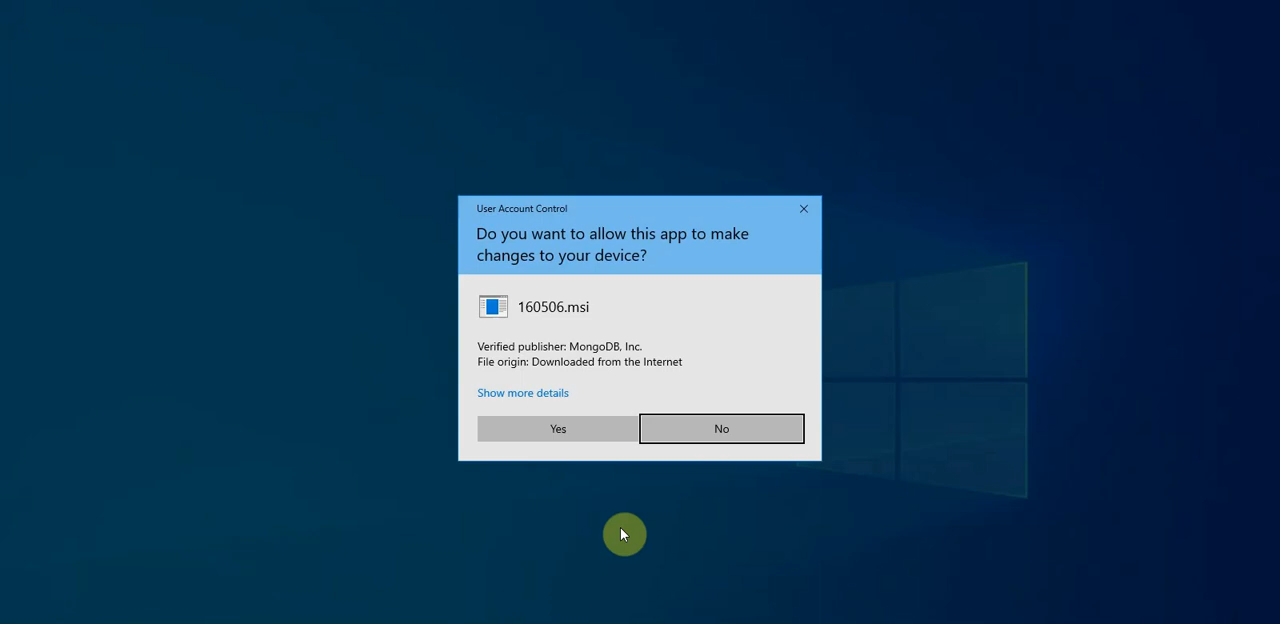 User Account Control
Do you want to allow this app to make
changes to your device?
160506.msi
Verified publisher: MongoDB, Inc.
File origin: Downloaded from the Internet
Show more details
Yes No